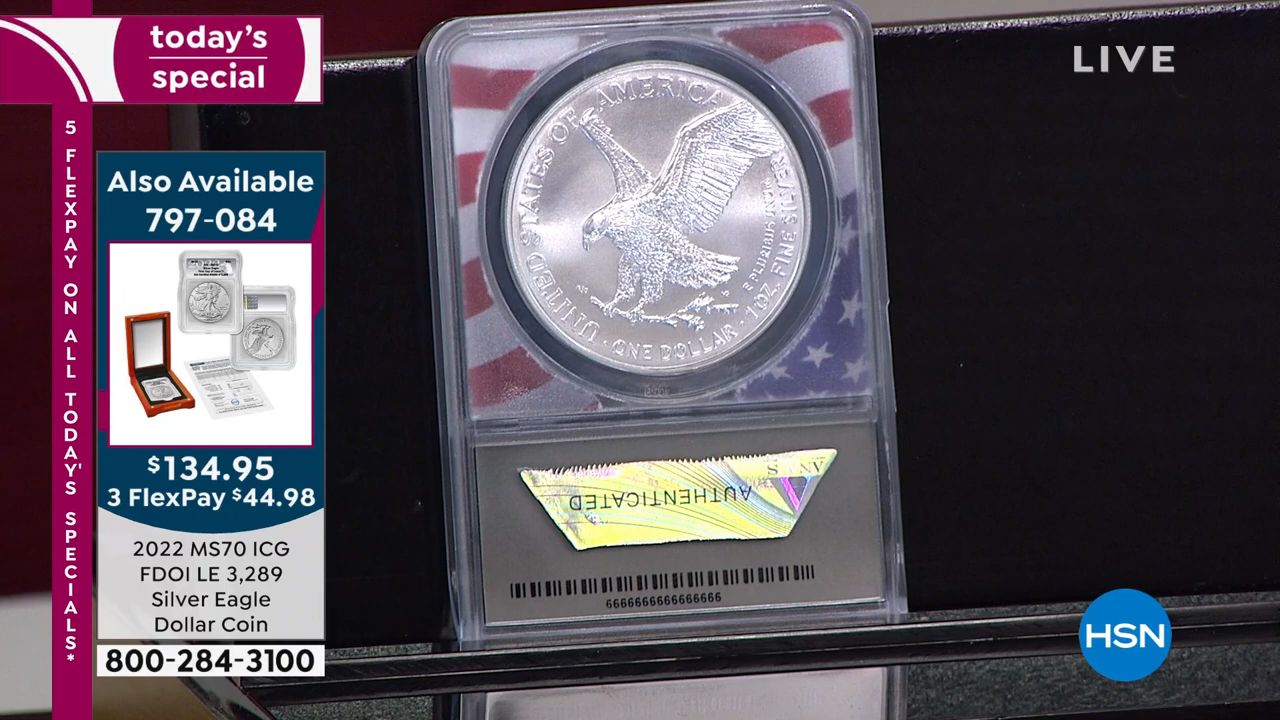 today's
special
5 FLEXPAY ON ALL TODAY'S SPECIALS*
Also Available
797-084
$134.95
3 FlexPay $44.98
2022 MS70 ICG
FDOI LE 3,289
Silver Eagle
Dollar Coin
800-284-3100
LIVE
UNITED STATES OF AMERICA
E PLURIBUS UNUM
1 OZ. FINE SILVER
ONE DOLLAR
ANACS
AUTHENTICATED
6666666666666666
HSN